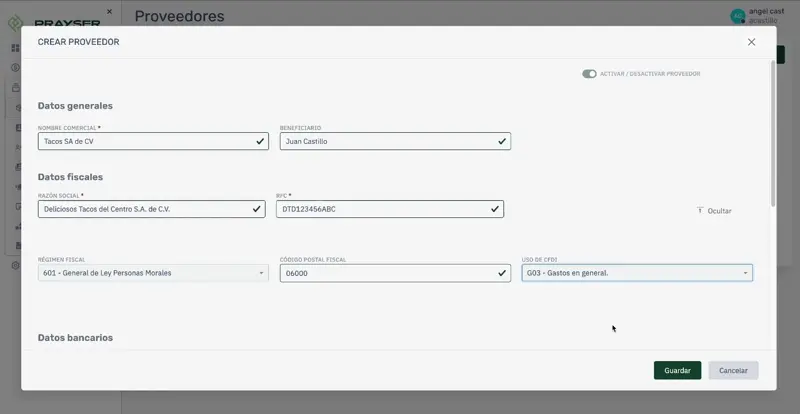 PRAYSER
×
Proveedores
angel cast
acastillo
CREAR PROVEEDOR
ACTIVAR / DESACTIVAR PROVEEDOR
Datos generales
NOMBRE COMERCIAL *
BENEFICIARIO
Tacos SA de CV
Juan Castillo
Datos fiscales
RAZÓN SOCIAL *
RFC *
Deliciosos Tacos del Centro S.A. de C.V.
DTD123456ABC
Ocultar
RÉGIMEN FISCAL
CÓDIGO POSTAL FISCAL
USO DE CFDI
601 - General de Ley Personas Morales
06000
G03 - Gastos en general.
Datos bancarios
Guardar
Cancelar